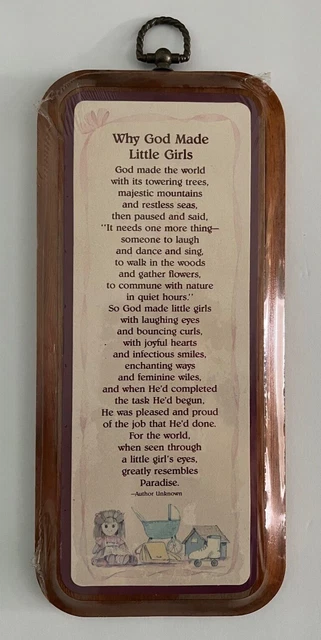 Why God Made
Little Girls
God made the world
with its towering trees,
majestic mountains
and restless seas,
then paused and said,
"It needs one more thing—
someone to laugh
and dance and sing,
to walk in the woods
and gather flowers,
to commune with nature
in quiet hours."
So God made little girls
with laughing eyes
and bouncing curls,
with joyful hearts
and infectious smiles,
enchanting ways
and feminine wiles,
and when He'd completed
the task He'd begun,
He was pleased and proud
of the job that He'd done.
For the world,
when seen through
a little girl's eyes,
greatly resembles
Paradise.
—Author Unknown